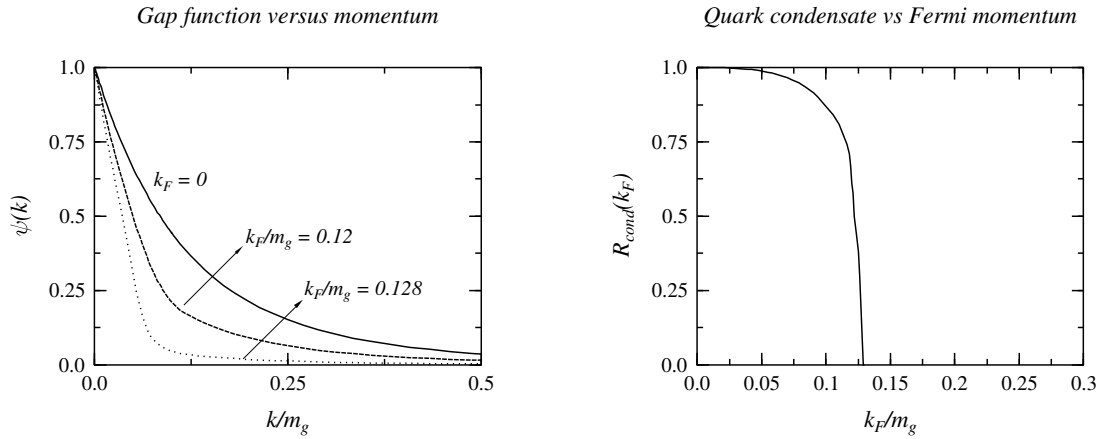 Gap function versus momentum
1.0
0.75
0.5
0.25
0.0
ψ(k)
k_F = 0
k_F/m_g = 0.12
k_F/m_g = 0.128
0.0 0.25 0.5
k/m_g
Quark condensate vs Fermi momentum
1.0
0.75
0.5
0.25
0.0
R_cond(k_F)
0.0 0.05 0.1 0.15 0.2 0.25 0.3
k_F/m_g